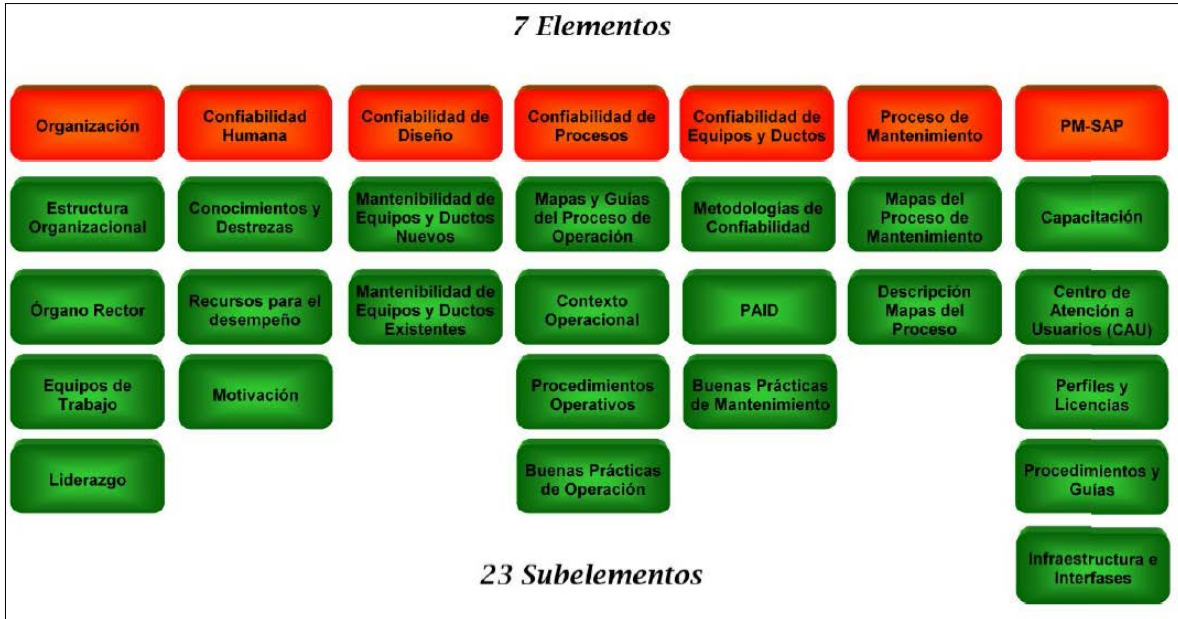 7 Elementos
Organización
Confiabilidad
Humana
Confiabilidad de
Diseño
Confiabilidad de
Procesos
Confiabilidad de
Equipos y Ductos
Proceso de
Mantenimiento
PM-SAP
Estructura
Organizacional
Conocimientos y
Destrezas
Mantenibilidad de
Equipos y Ductos
Nuevos
Mapas y Guías
del Proceso de
Operación
Metodologías de
Confiabilidad
Mapas del
Proceso de
Mantenimiento
Capacitación
Órgano Rector
Recursos para el
desempeño
Mantenibilidad de
Equipos y Ductos
Existentes
Contexto
Operacional
PAID
Descripción
Mapas del
Proceso
Centro de
Atención a
Usuarios (CAU)
Equipos de
Trabajo
Motivación
Procedimientos
Operativos
Buenas Prácticas
de Mantenimiento
Perfiles y
Licencias
Liderazgo
Buenas Prácticas
de Operación
Procedimientos y
Guías
Infraestructura e
Interfases
23 Subelementos